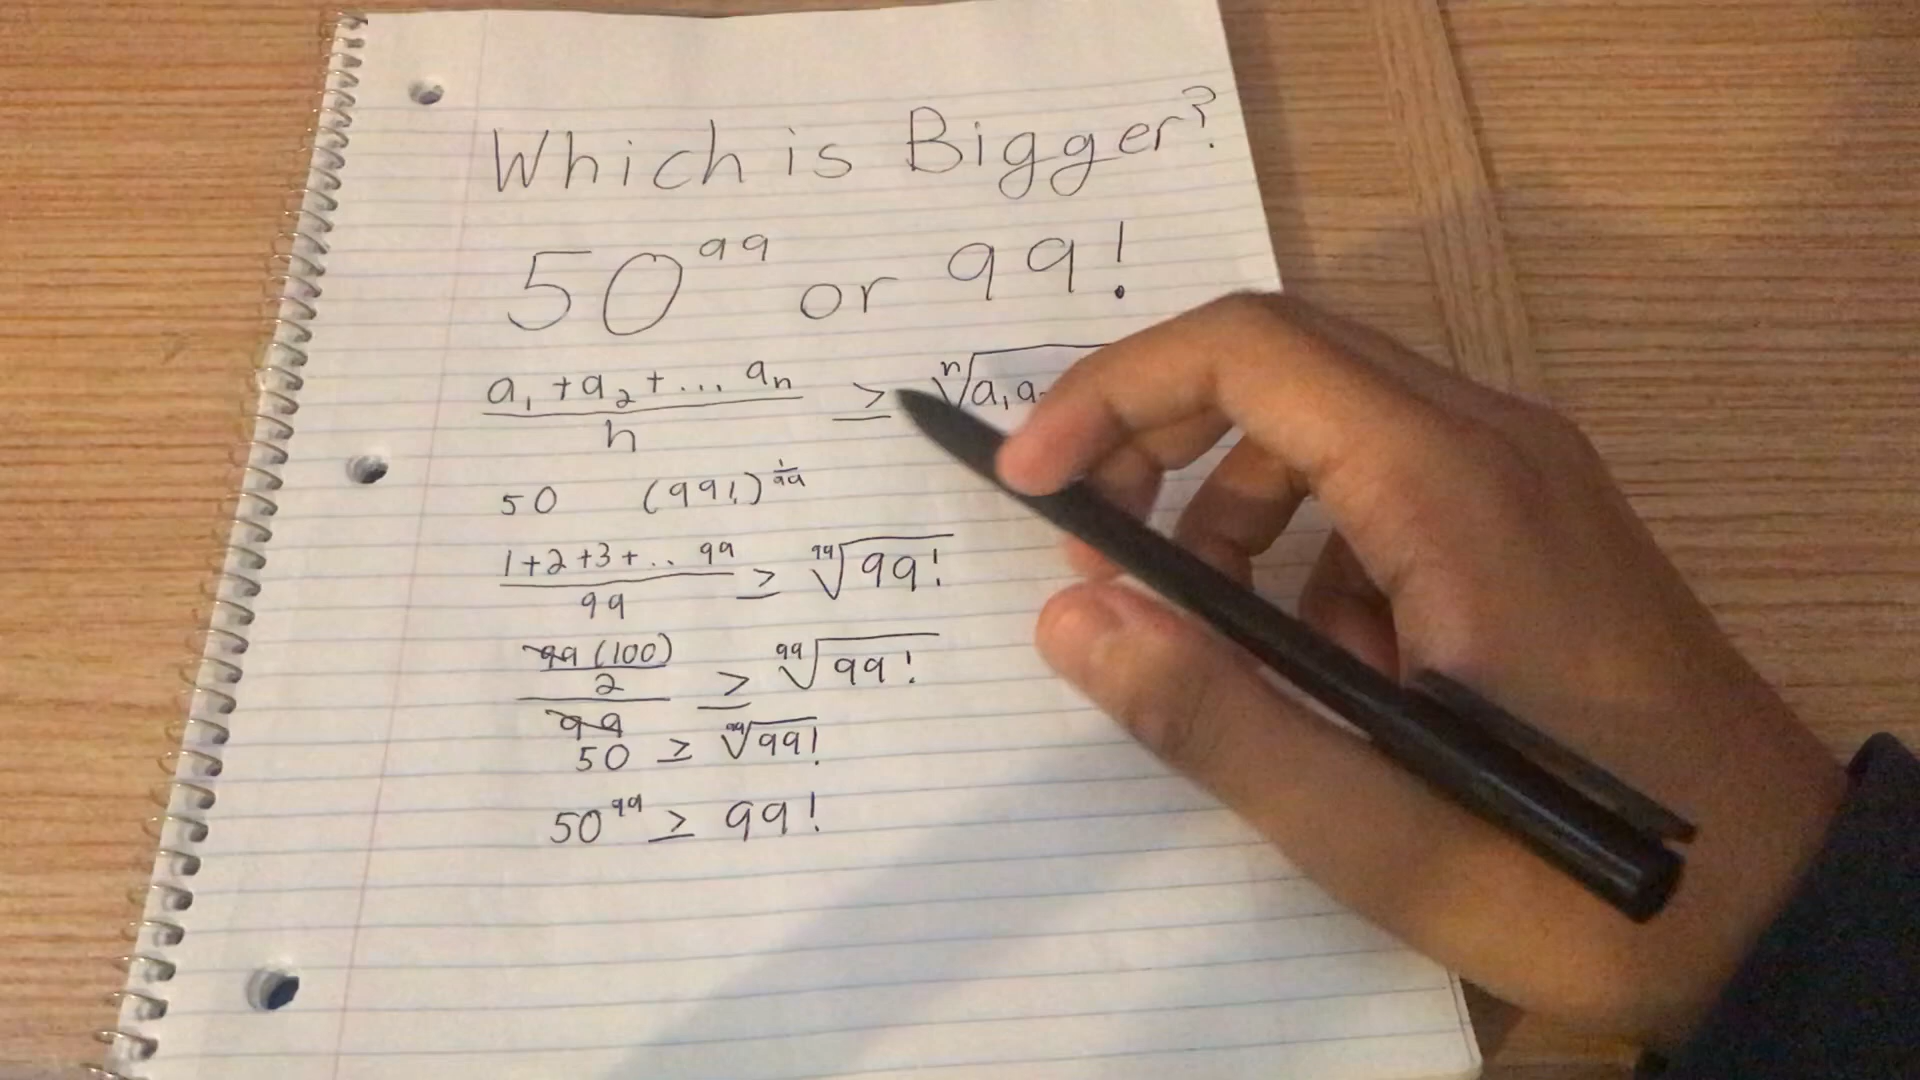 Which is Bigger?
50^99 or 99!
(a₁+a₂+... aₙ)/n ≥ ⁿ√a₁a
50 (99!)^(1/99)
(1+2+3+.. 99)/99 ≥ ⁹⁹√99!
(99(100)/2)/99 ≥ ⁹⁹√99!
50 ≥ ⁹⁹√99!
50^99 ≥ 99!